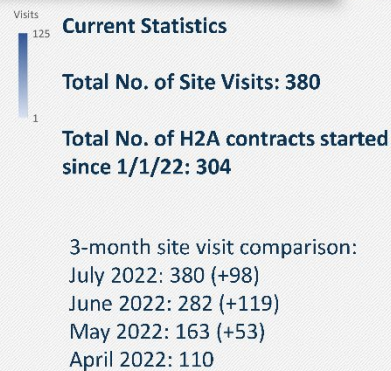 Visits
125
1
Current Statistics
Total No. of Site Visits: 380
Total No. of H2A contracts started
since 1/1/22: 304
3-month site visit comparison:
July 2022: 380 (+98)
June 2022: 282 (+119)
May 2022: 163 (+53)
April 2022: 110